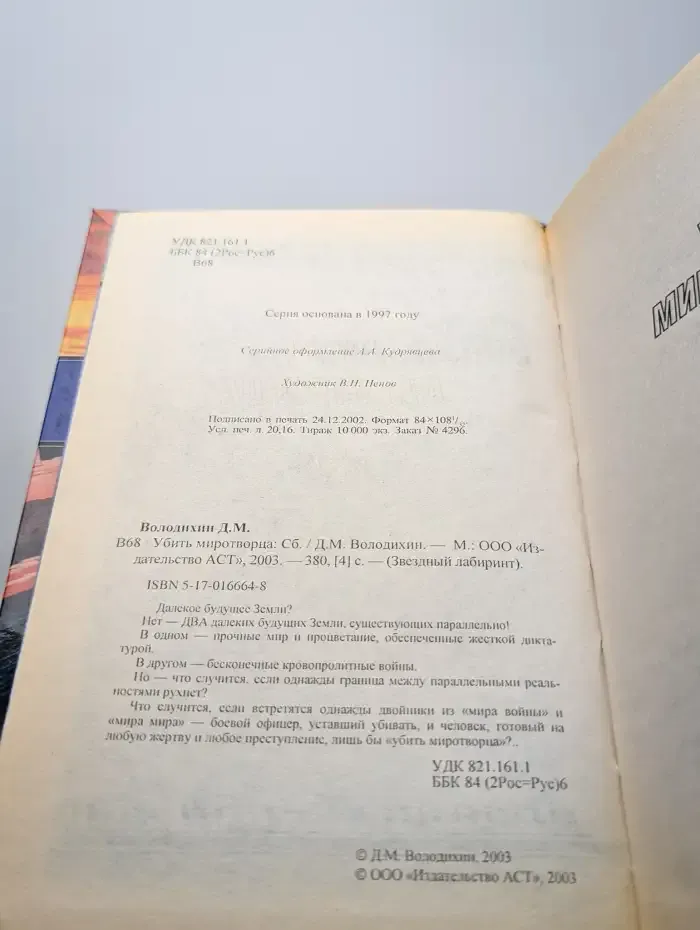 УДК 821.161.1
ББК 84 (2Рос=Рус)6
В68
Серия основана в 1997 году
Серийное оформление А.А. Кудрявцева
Художник В.Н. Ненов
Подписано в печать 24.12.2002. Формат 84×108¹/₃₂.
Усл. печ. л. 20,16. Тираж 10 000 экз. Заказ № 4296.
Володихин Д.М.
В68 Убить миротворца: Сб. / Д.М. Володихин. — М.: ООО «Из-
дательство АСТ», 2003. — 380, [4] с. — (Звездный лабиринт).
ISBN 5-17-016664-8
Далекое будущее Земли?
Нет — ДВА далеких будущих Земли, существующих параллельно!
В одном — прочные мир и процветание, обеспеченные жесткой дикта-
турой.
В другом — бесконечные кровопролитные войны.
Но — что случится, если однажды граница между параллельными реаль-
ностями рухнет?
Что случится, если встретятся однажды двойники из «мира войны» и
«мира мира» — боевой офицер, уставший убивать, и человек, готовый на
любую жертву и любое преступление, лишь бы «убить миротворца»?..
УДК 821.161.1
ББК 84 (2Рос=Рус)6
© Д.М. Володихин, 2003
© ООО «Издательство АСТ», 2003